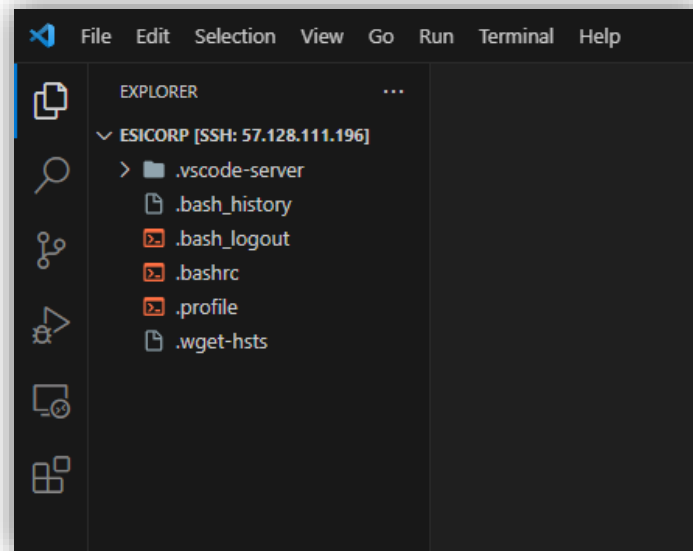 File Edit Selection View Go Run Terminal Help
EXPLORER ...
ESICORP [SSH: 57.128.111.196]
.vscode-server
.bash_history
.bash_logout
.bashrc
.profile
.wget-hsts